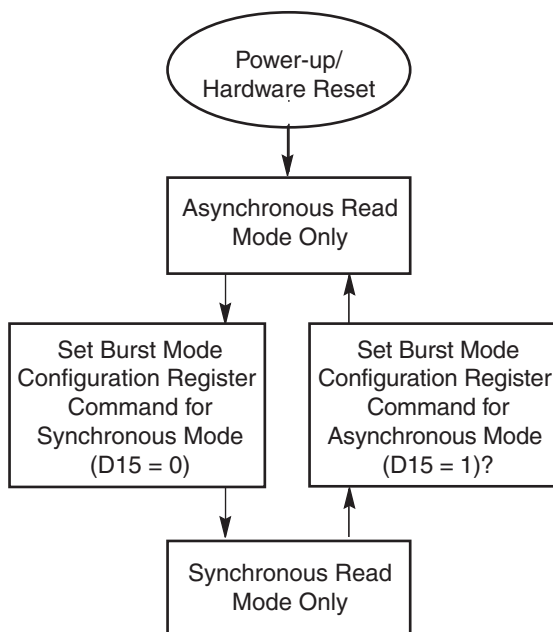 Power-up/
Hardware Reset
Asynchronous Read
Mode Only
Set Burst Mode
Configuration Register
Command for
Synchronous Mode
(D15 = 0)
Set Burst Mode
Configuration Register
Command for
Asynchronous Mode
(D15 = 1)?
Synchronous Read
Mode Only